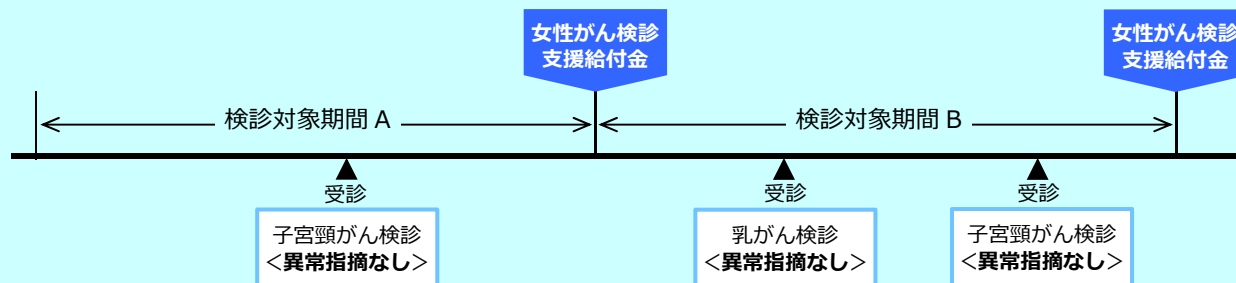 女性がん検診
支援給付金
女性がん検診
支援給付金
検診対象期間 A
検診対象期間 B
受診
受診
受診
子宮頸がん検診
＜異常指摘なし＞
乳がん検診
＜異常指摘なし＞
子宮頸がん検診
＜異常指摘なし＞